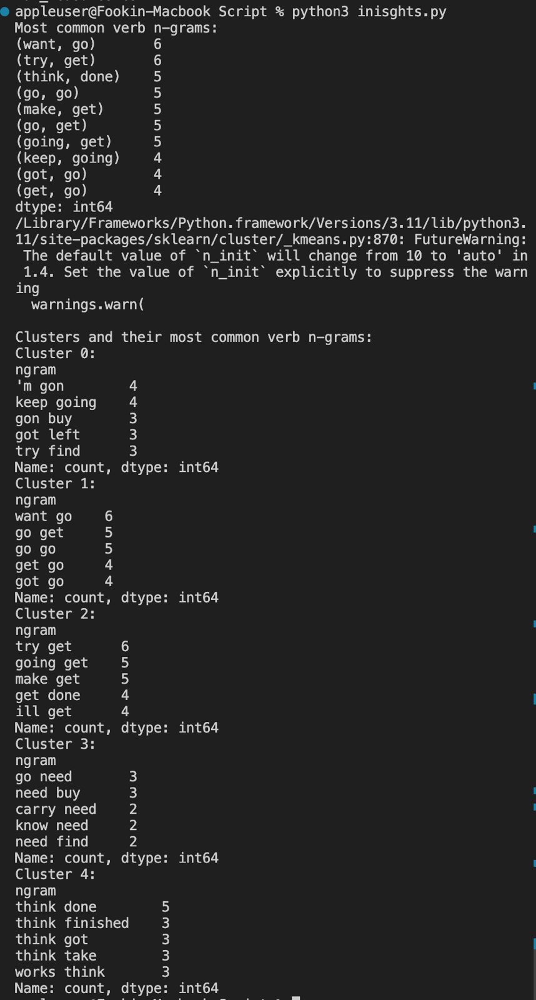 appleuser@Fookin-Macbook Script % python3 inisghts.py
Most common verb n-grams:
(want, go)       6
(try, get)       6
(think, done)    5
(go, go)         5
(make, get)      5
(go, get)        5
(going, get)     5
(keep, going)    4
(got, go)        4
(get, go)        4
dtype: int64
/Library/Frameworks/Python.framework/Versions/3.11/lib/python3.
11/site-packages/sklearn/cluster/_kmeans.py:870: FutureWarning:
 The default value of `n_init` will change from 10 to 'auto' in
 1.4. Set the value of `n_init` explicitly to suppress the warn
ing
  warnings.warn(

Clusters and their most common verb n-grams:
Cluster 0:
ngram
'm gon        4
keep going    4
gon buy       3
got left      3
try find      3
Name: count, dtype: int64
Cluster 1:
ngram
want go    6
go get     5
go go      5
get go     4
got go     4
Name: count, dtype: int64
Cluster 2:
ngram
try get      6
going get    5
make get     5
get done     4
ill get      4
Name: count, dtype: int64
Cluster 3:
ngram
go need       3
need buy      3
carry need    2
know need     2
need find     2
Name: count, dtype: int64
Cluster 4:
ngram
think done        5
think finished    3
think got         3
think take        3
works think       3
Name: count, dtype: int64